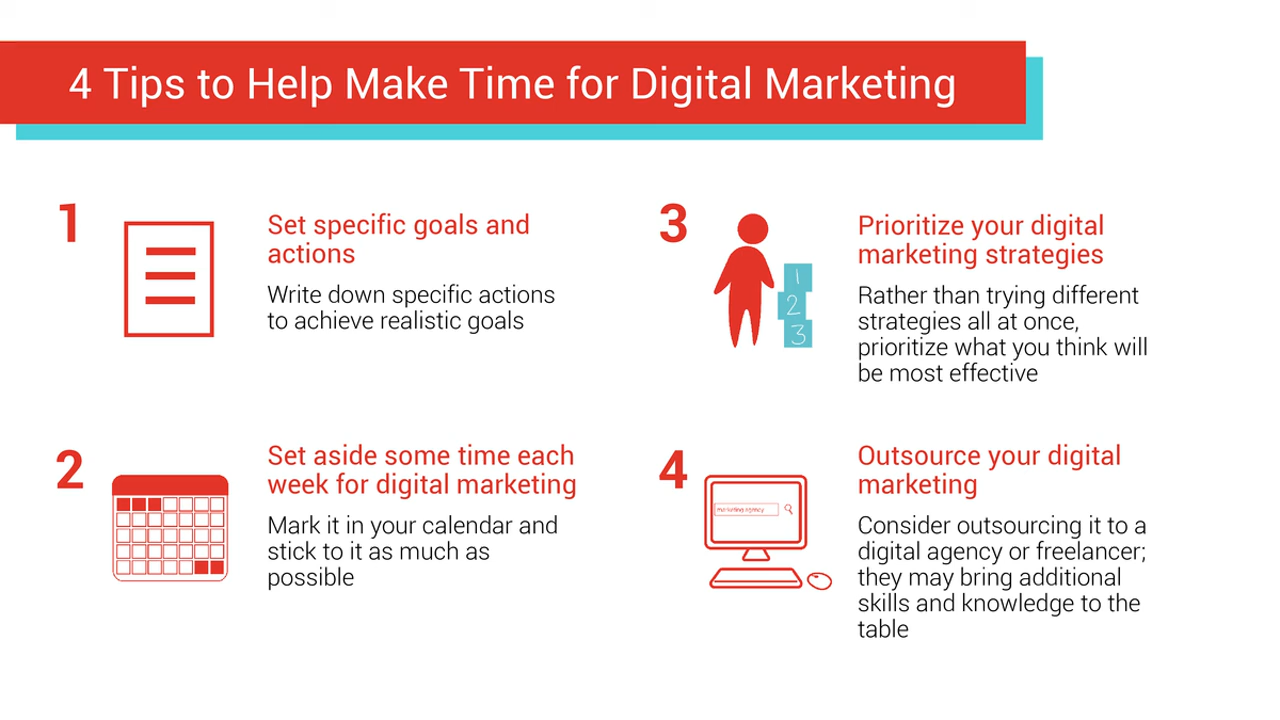 4 Tips to Help Make Time for Digital Marketing
1
Set specific goals and
actions
Write down specific actions
to achieve realistic goals
2
Set aside some time each
week for digital marketing
Mark it in your calendar and
stick to it as much as
possible
3
1
2
3
Prioritize your digital
marketing strategies
Rather than trying different
strategies all at once,
prioritize what you think will
be most effective
4
marketing agency
Outsource your digital
marketing
Consider outsourcing it to a
digital agency or freelancer;
they may bring additional
skills and knowledge to the
table